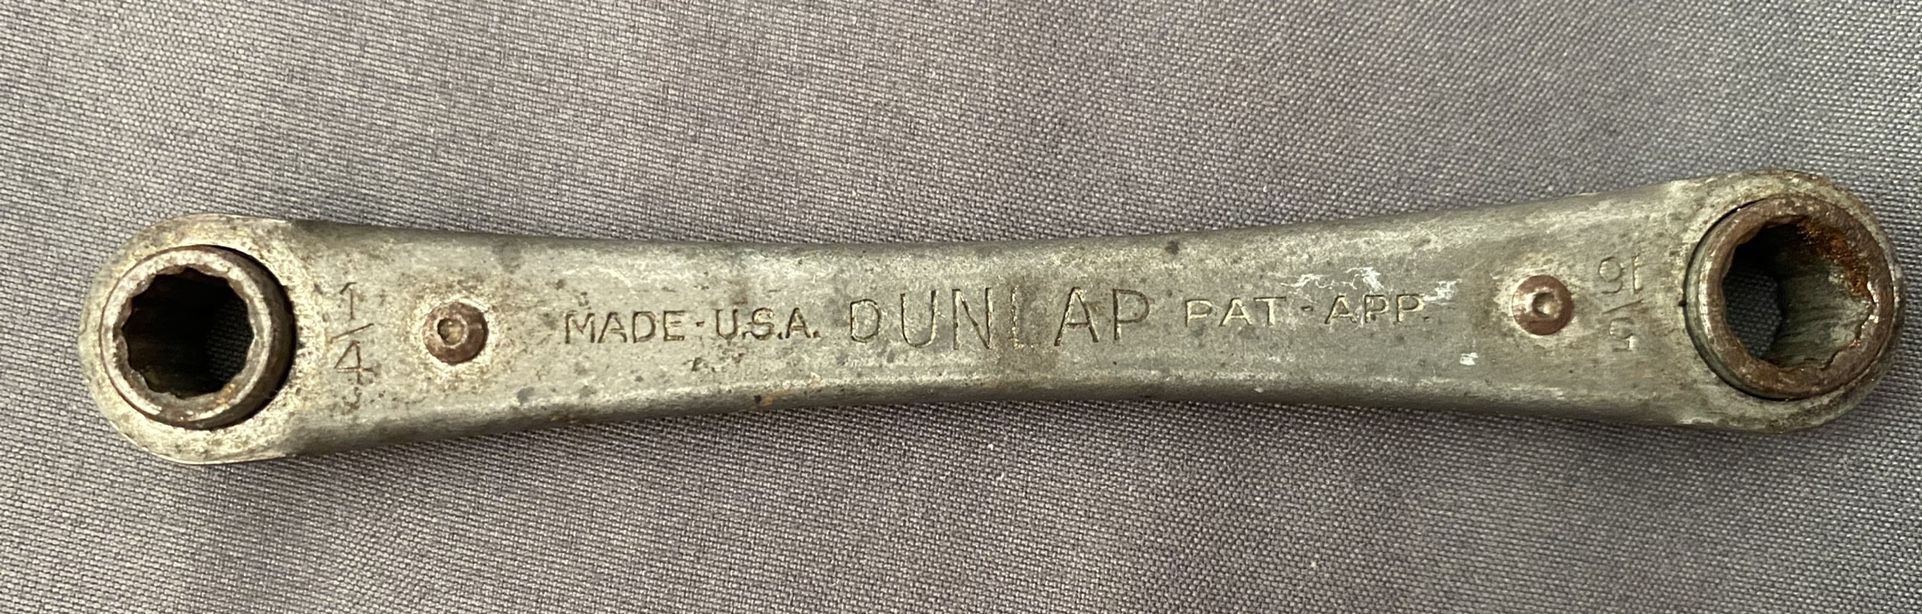 1/4
MADE-U.S.A. DUNLAP PAT-APP.
5/16